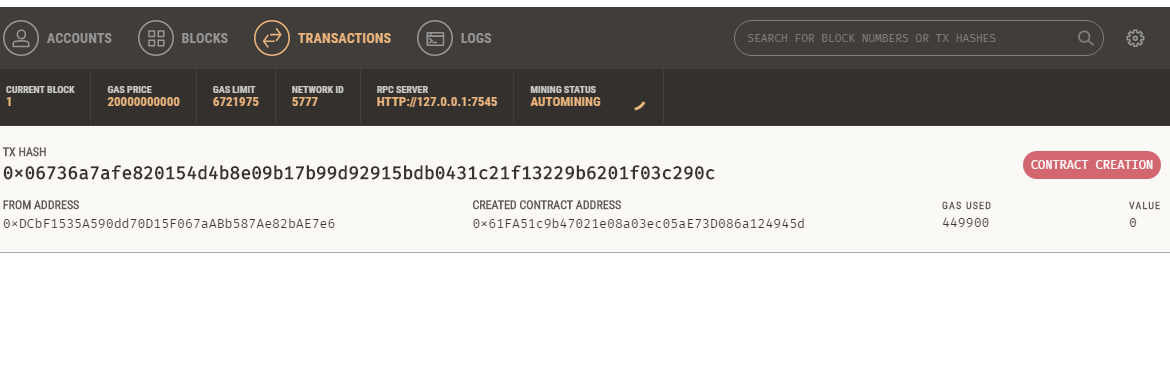 ACCOUNTS BLOCKS TRANSACTIONS LOGS SEARCH FOR BLOCK NUMBERS OR TX HASHES
CURRENT BLOCK GAS PRICE GAS LIMIT NETWORK ID RPC SERVER MINING STATUS
1 20000000000 6721975 5777 HTTP://127.0.0.1:7545 AUTOMINING
TX HASH
0×06736a7afe820154d4b8e09b17b99d92915bdb0431c21f13229b6201f03c290c
CONTRACT CREATION
FROM ADDRESS CREATED CONTRACT ADDRESS GAS USED VALUE
0×DCbF1535A590dd70D15F067aABb587Ae82bAE7e6 0×61FA51c9b47021e08a03ec05aE73D086a124945d 449900 0